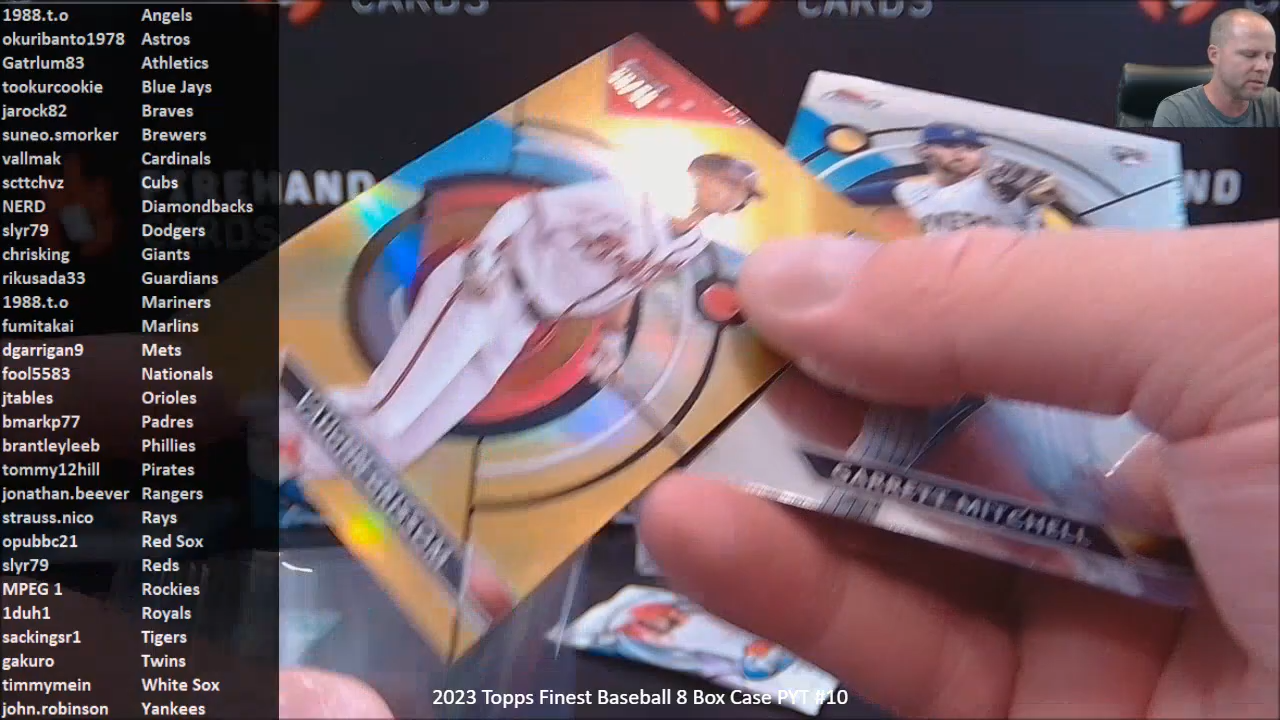 1988.t.o Angels
okuribanto1978 Astros
Gatrlum83 Athletics
tookurcookie Blue Jays
jarock82 Braves
suneo.smorker Brewers
vallmak Cardinals
scttchvz Cubs
NERD Diamondbacks
slyr79 Dodgers
chrisking Giants
rikusada33 Guardians
1988.t.o Mariners
fumitakai Marlins
dgarrigan9 Mets
fool5583 Nationals
jtables Orioles
bmarkp77 Padres
brantleyleeb Phillies
tommy12hill Pirates
jonathan.beever Rangers
strauss.nico Rays
opubbc21 Red Sox
slyr79 Reds
MPEG 1 Rockies
1duh1 Royals
sackingsr1 Tigers
gakuro Twins
timmymein White Sox
john.robinson Yankees
CARDS
CARDS
CARDS
GARRETT MITCHELL
2023 Topps Finest Baseball 8 Box Case PYT #10